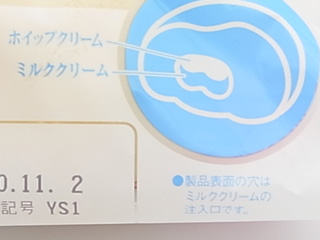 ホイップクリーム
ミルククリーム
0.11. 2
記号 YS1
●製品表面の穴は
ミルククリームの
注入口です。